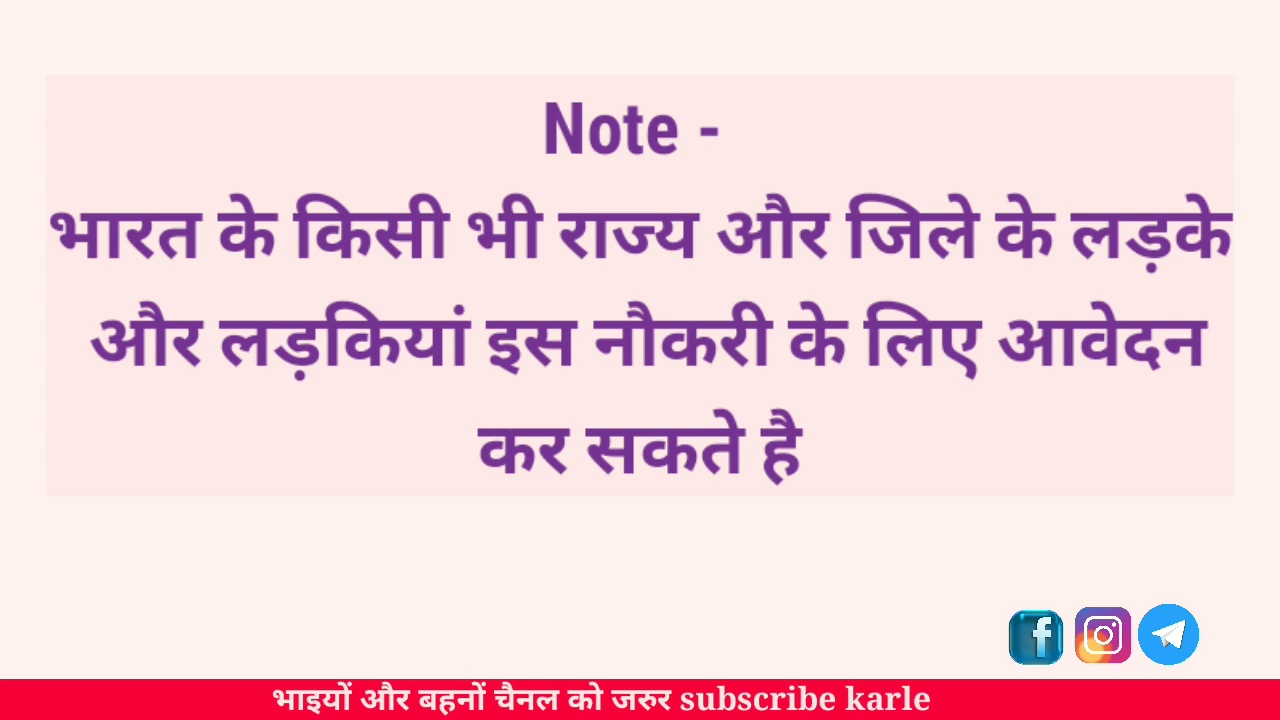 Note -
भारत के किसी भी राज्य और जिले के लड़के
और लड़कियां इस नौकरी के लिए आवेदन
कर सकते है
भाइयों और बहनों चैनल को जरुर subscribe karle